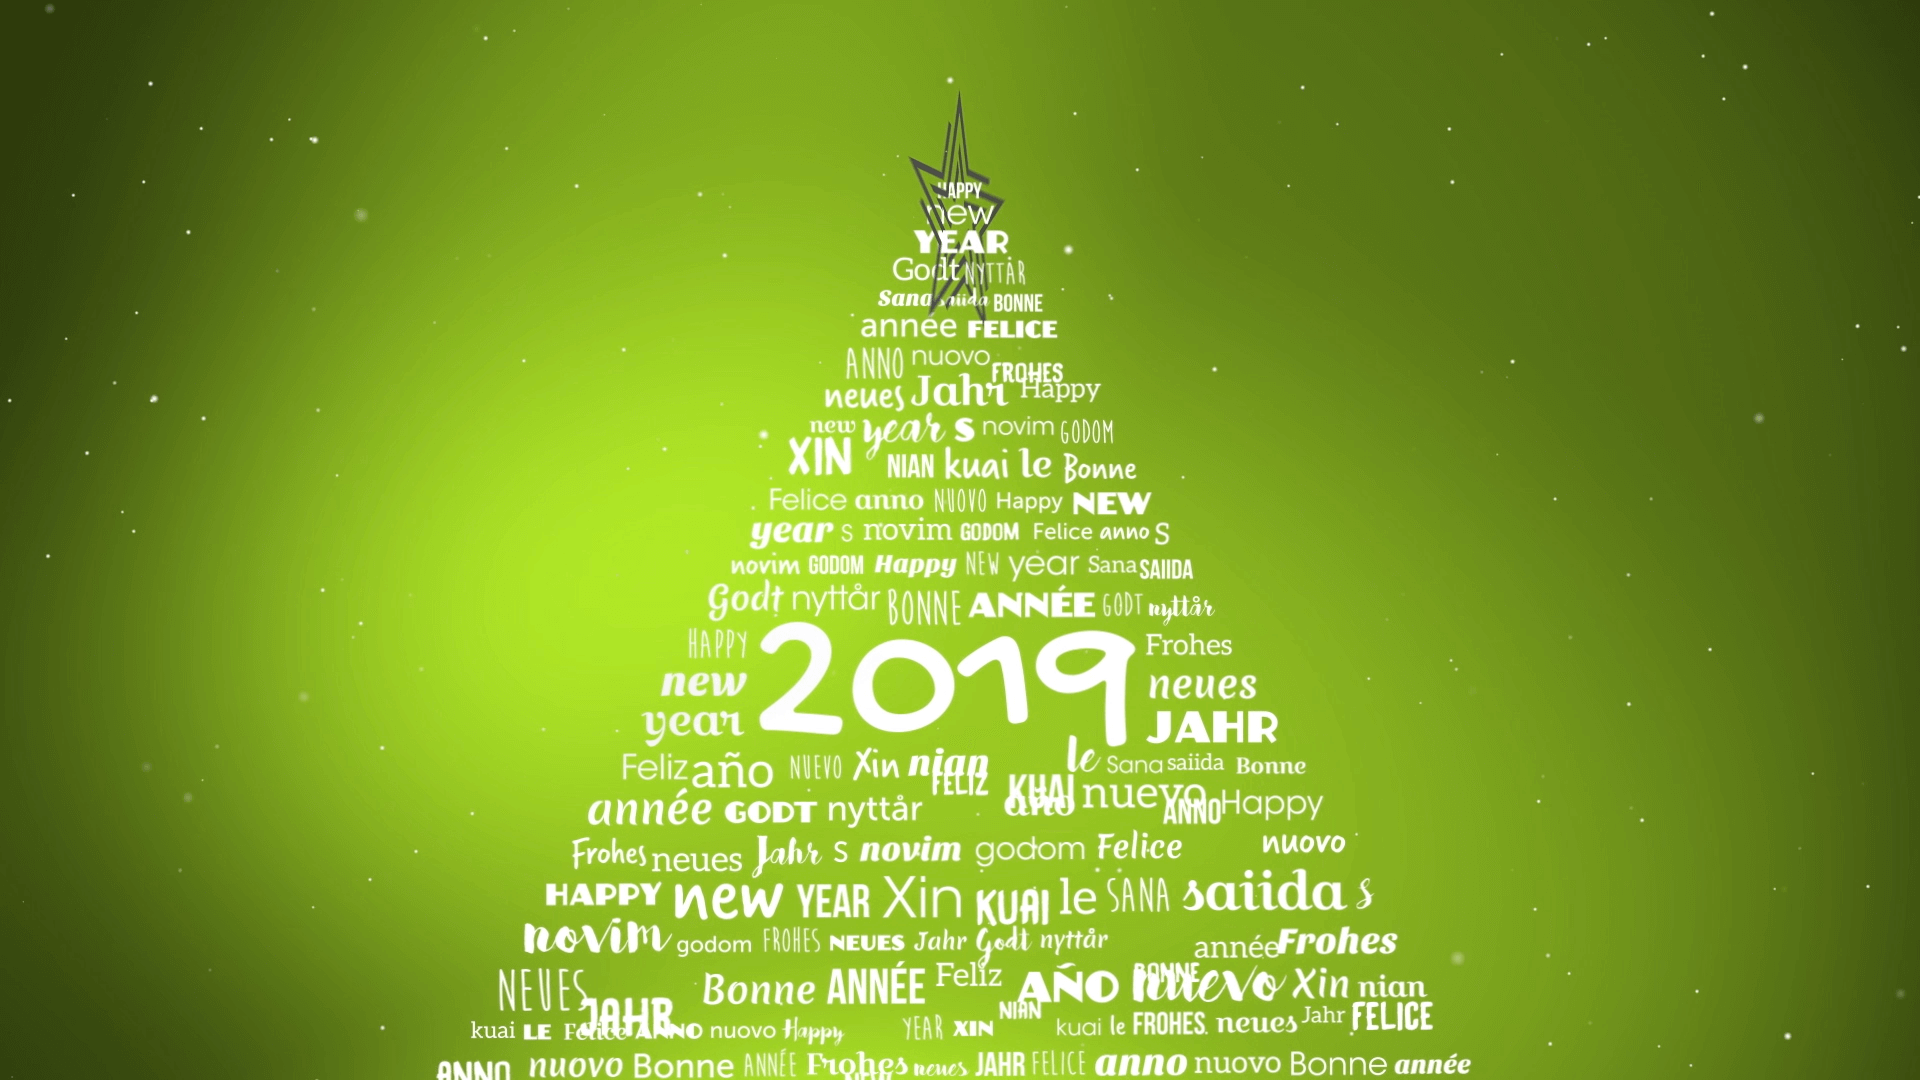 HAPPY
new
YEAR
Godt NYTTÅR
Sana saiida BONNE
année FELICE
ANNO nuovo FROHES
neues Jahr Happy
new year s novim GODOM
XIN NIAN kuai le Bonne
Felice anno NUOVO Happy NEW
year s novim GODOM Felice anno S
novim GODOM Happy NEW year Sana SAIIDA
Godt nyttår BONNE ANNÉE GODT nyttår
HAPPY 2019 Frohes
new neues
year JAHR
Feliz año NUEVO Xin nian le Sana saiida Bonne
FELIZ KUAI
année GODT nyttår año nuevo ANNO Happy
Frohes neues Jahr S novim godom Felice nuovo
HAPPY new YEAR Xin KUAI le SANA saiida s
novim godom FROHES NEUES Jahr Godt nyttår année Frohes
NEUES Bonne ANNÉE Feliz AÑO BONNE nuevo Xin nian
JAHR NIAN
kuai LE Felice ANNO nuovo Happy YEAR XIN kuai le FROHES neues Jahr FELICE
ANNO nuovo Bonne ANNÉE Frohes neues JAHR FELICE anno nuovo Bonne année